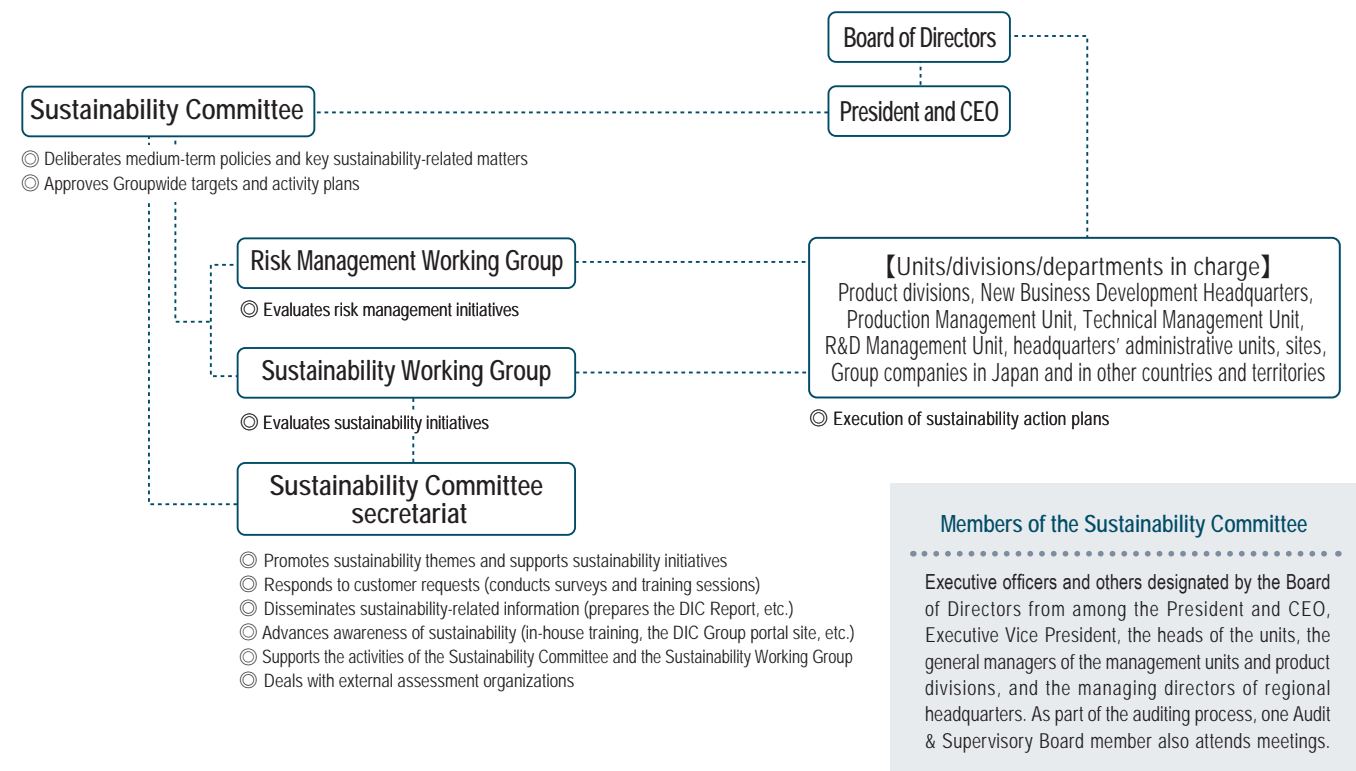 Board of Directors
President and CEO
Sustainability Committee
◎ Deliberates medium-term policies and key sustainability-related matters
◎ Approves Groupwide targets and activity plans
Risk Management Working Group
◎ Evaluates risk management initiatives
Sustainability Working Group
◎ Evaluates sustainability initiatives
【Units/divisions/departments in charge】
Product divisions, New Business Development Headquarters,
Production Management Unit, Technical Management Unit,
R&D Management Unit, headquarters’ administrative units, sites,
Group companies in Japan and in other countries and territories
◎ Execution of sustainability action plans
Sustainability Committee
secretariat
◎ Promotes sustainability themes and supports sustainability initiatives
◎ Responds to customer requests (conducts surveys and training sessions)
◎ Disseminates sustainability-related information (prepares the DIC Report, etc.)
◎ Advances awareness of sustainability (in-house training, the DIC Group portal site, etc.)
◎ Supports the activities of the Sustainability Committee and the Sustainability Working Group
◎ Deals with external assessment organizations
Members of the Sustainability Committee
Executive officers and others designated by the Board
of Directors from among the President and CEO,
Executive Vice President, the heads of the units, the
general managers of the management units and product
divisions, and the managing directors of regional
headquarters. As part of the auditing process, one Audit
& Supervisory Board member also attends meetings.